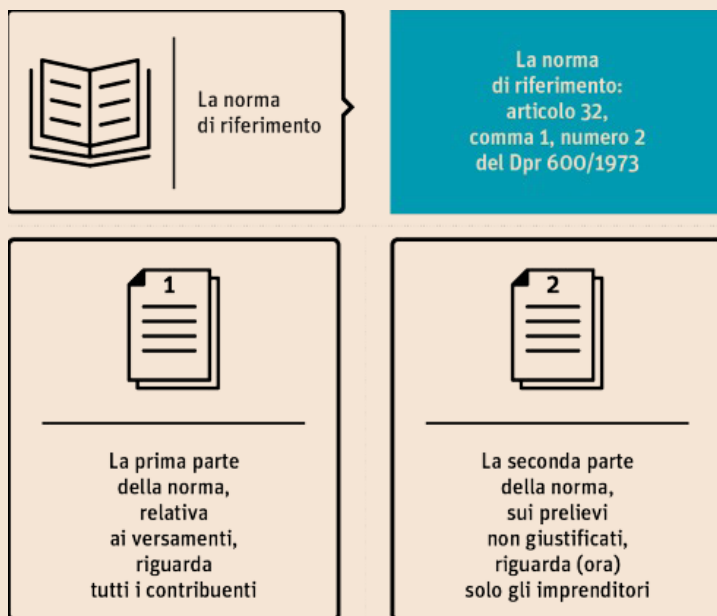 La norma
di riferimento
La norma
di riferimento:
articolo 32,
comma 1, numero 2
del Dpr 600/1973
1
La prima parte
della norma,
relativa
ai versamenti,
riguarda
tutti i contribuenti
2
La seconda parte
della norma,
sui prelievi
non giustificati,
riguarda (ora)
solo gli imprenditori